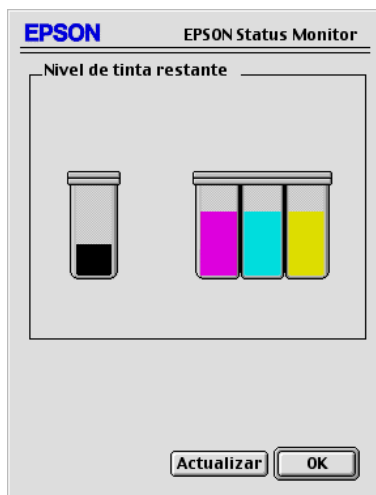 EPSON EPSON Status Monitor
Nivel de tinta restante
Actualizar OK